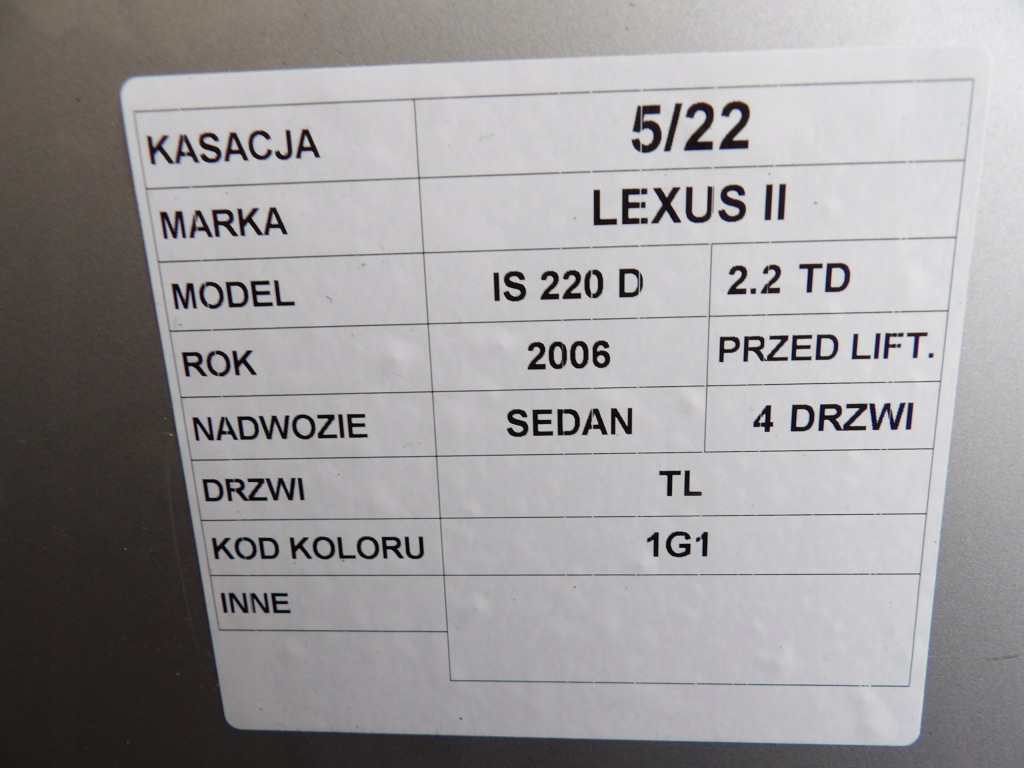 KASACJA 5/22
MARKA LEXUS II
MODEL IS 220 D 2.2 TD
ROK 2006 PRZED LIFT.
NADWOZIE SEDAN 4 DRZWI
DRZWI TL
KOD KOLORU 1G1
INNE